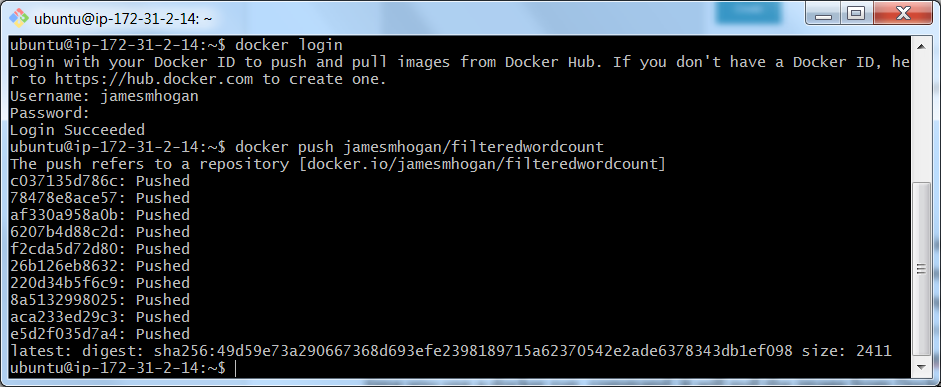 ubuntu@ip-172-31-2-14: ~
ubuntu@ip-172-31-2-14:~$ docker login
Login with your Docker ID to push and pull images from Docker Hub. If you don't have a Docker ID, he
r to https://hub.docker.com to create one.
Username: jamesmhogan
Password:
Login Succeeded
ubuntu@ip-172-31-2-14:~$ docker push jamesmhogan/filteredwordcount
The push refers to a repository [docker.io/jamesmhogan/filteredwordcount]
c037135d786c: Pushed
78478e8ace57: Pushed
af330a958a0b: Pushed
6207b4d88c2d: Pushed
f2cda5d72d80: Pushed
26b126eb8632: Pushed
220d34b5f6c9: Pushed
8a5132998025: Pushed
aca233ed29c3: Pushed
e5d2f035d7a4: Pushed
latest: digest: sha256:49d59e73a290667368d693efe2398189715a62370542e2ade6378343db1ef098 size: 2411
ubuntu@ip-172-31-2-14:~$